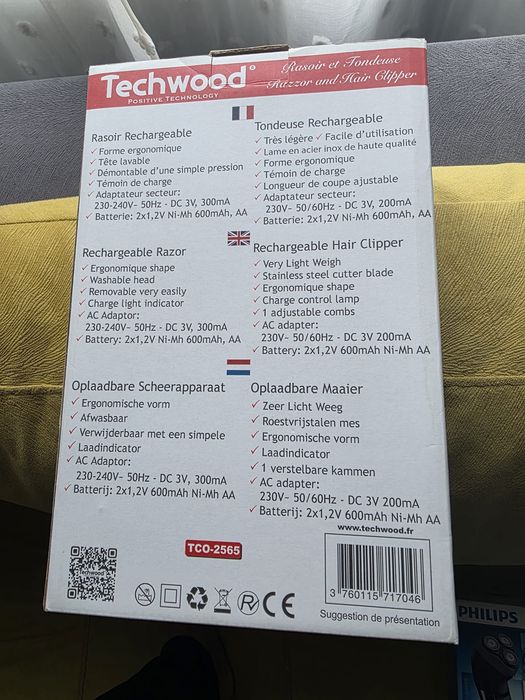 Techwood
POSITIVE TECHNOLOGY
Rasoir et Tondeuse
Razzor and Hair Clipper
Rasoir Rechargeable
✓ Forme ergonomique
✓ Tête lavable
✓ Démontable d'une simple pression
✓ Témoin de charge
✓ Adaptateur secteur:
230-240V~ 50Hz - DC 3V, 300mA
✓ Batterie: 2x1,2V Ni-Mh 600mAh, AA
Tondeuse Rechargeable
✓ Très légère ✓ Facile d'utilisation
✓ Lame en acier inox de haute qualité
✓ Forme ergonomique
✓ Témoin de charge
✓ Longueur de coupe ajustable
✓ Adaptateur secteur:
230V~ 50/60Hz - DC 3V, 200mA
✓ Batterie: 2x1,2V Ni-Mh 600mAh, AA
Rechargeable Razor
✓ Ergonomique shape
✓ Washable head
✓ Removable very easily
✓ Charge light indicator
✓ AC Adaptor:
230-240V~ 50Hz - DC 3V, 300mA
✓ Battery: 2x1,2V Ni-Mh 600mAh, AA
Rechargeable Hair Clipper
✓ Very Light Weigh
✓ Stainless steel cutter blade
✓ Ergonomique shape
✓ Charge control lamp
✓ 1 adjustable combs
✓ AC adapter:
230V~ 50/60Hz - DC 3V 200mA
✓ Battery: 2x1,2V 600mAh Ni-Mh AA
Oplaadbare Scheerapparaat
✓ Ergonomische vorm
✓ Afwasbaar
✓ Verwijderbaar met een simpele
✓ Laadindicator
✓ AC Adaptor:
230-240V~ 50Hz - DC 3V, 300mA
✓ Batterij: 2x1,2V 600mAh Ni-Mh AA
Oplaadbare Maaier
✓ Zeer Licht Weeg
✓ Roestvrijstalen mes
✓ Ergonomische vorm
✓ Laadindicator
✓ 1 verstelbare kammen
✓ AC adapter:
230V~ 50/60Hz - DC 3V 200mA
✓ Batterij: 2x1,2V 600mAh Ni-Mh AA
www.techwood.fr
TCO-2565
Techwood
R
CE
3 760115 717046
Suggestion de présentation
PHILIPS